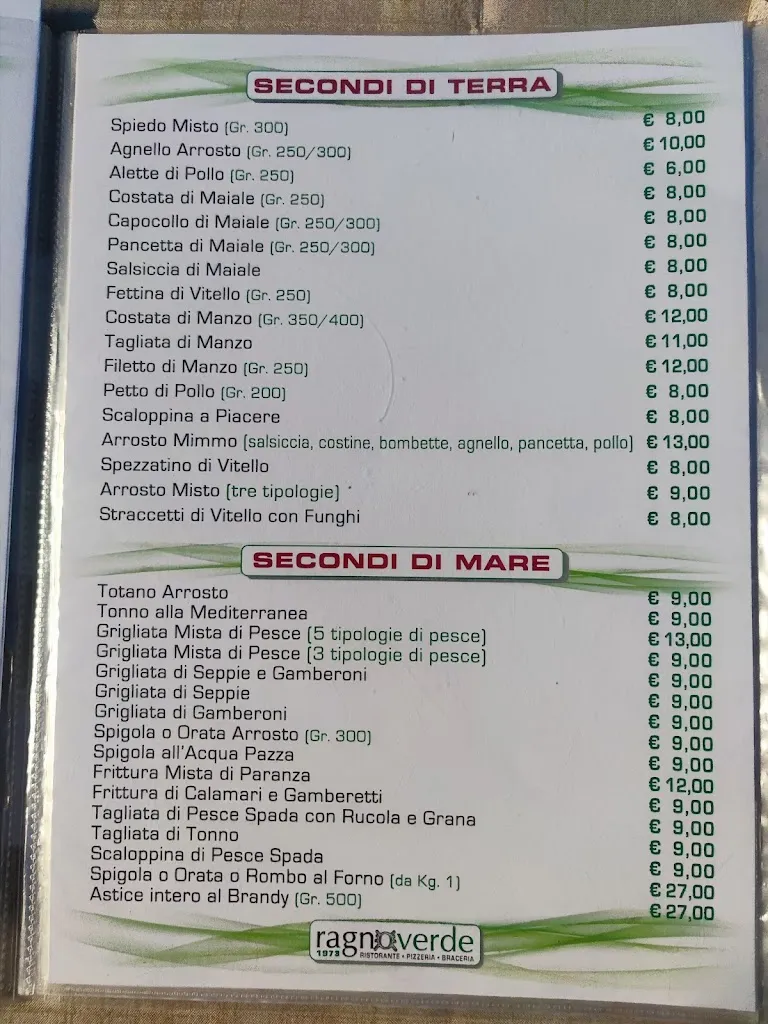 SECONDI DI TERRA
Spiedo Misto (Gr. 300) € 8,00
Agnello Arrosto (Gr. 250/300) € 10,00
Alette di Pollo (Gr. 250) € 6,00
Costata di Maiale (Gr. 250) € 8,00
Capocollo di Maiale (Gr. 250/300) € 8,00
Pancetta di Maiale (Gr. 250/300) € 8,00
Salsiccia di Maiale € 8,00
Fettina di Vitello (Gr. 250) € 8,00
Costata di Manzo (Gr. 350/400) € 12,00
Tagliata di Manzo € 11,00
Filetto di Manzo (Gr. 250) € 12,00
Petto di Pollo (Gr. 200) € 8,00
Scaloppina a Piacere € 8,00
Arrosto Mimmo (salsiccia, costine, bombette, agnello, pancetta, pollo) € 13,00
Spezzatino di Vitello € 8,00
Arrosto Misto (tre tipologie) € 9,00
Straccetti di Vitello con Funghi € 8,00
SECONDI DI MARE
Totano Arrosto € 9,00
Tonno alla Mediterranea € 9,00
Grigliata Mista di Pesce (5 tipologie di pesce) € 13,00
Grigliata Mista di Pesce (3 tipologie di pesce) € 9,00
Grigliata di Seppie e Gamberoni € 9,00
Grigliata di Seppie € 9,00
Grigliata di Gamberoni € 9,00
Spigola o Orata Arrosto (Gr. 300) € 9,00
Spigola all'Acqua Pazza € 9,00
Frittura Mista di Paranza € 12,00
Frittura di Calamari e Gamberetti € 9,00
Tagliata di Pesce Spada con Rucola e Grana € 9,00
Tagliata di Tonno € 9,00
Scaloppina di Pesce Spada € 9,00
Spigola o Orata o Rombo al Forno (da Kg. 1) € 27,00
Astice intero al Brandy (Gr. 500) € 27,00
ragnoverde
1973 RISTORANTE • PIZZERIA • BRACERIA